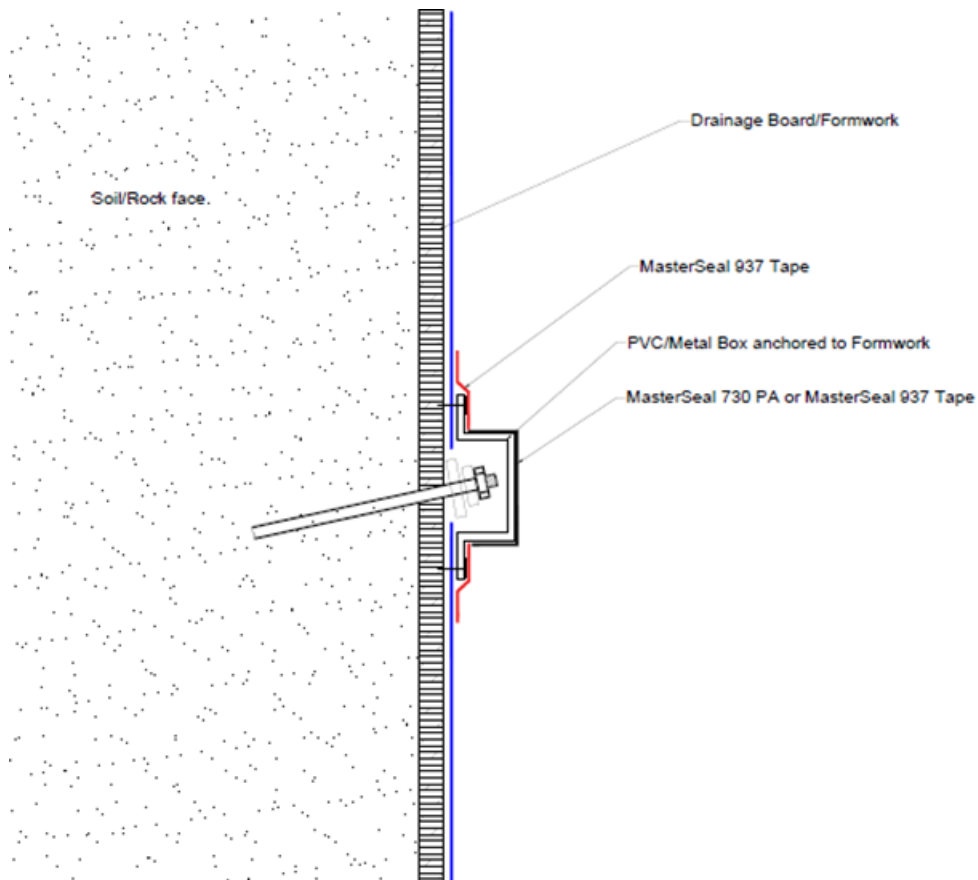 Drainage Board/Formwork
Soil/Rock face.
MasterSeal 937 Tape
PVC/Metal Box anchored to Formwork
MasterSeal 730 PA or MasterSeal 937 Tape